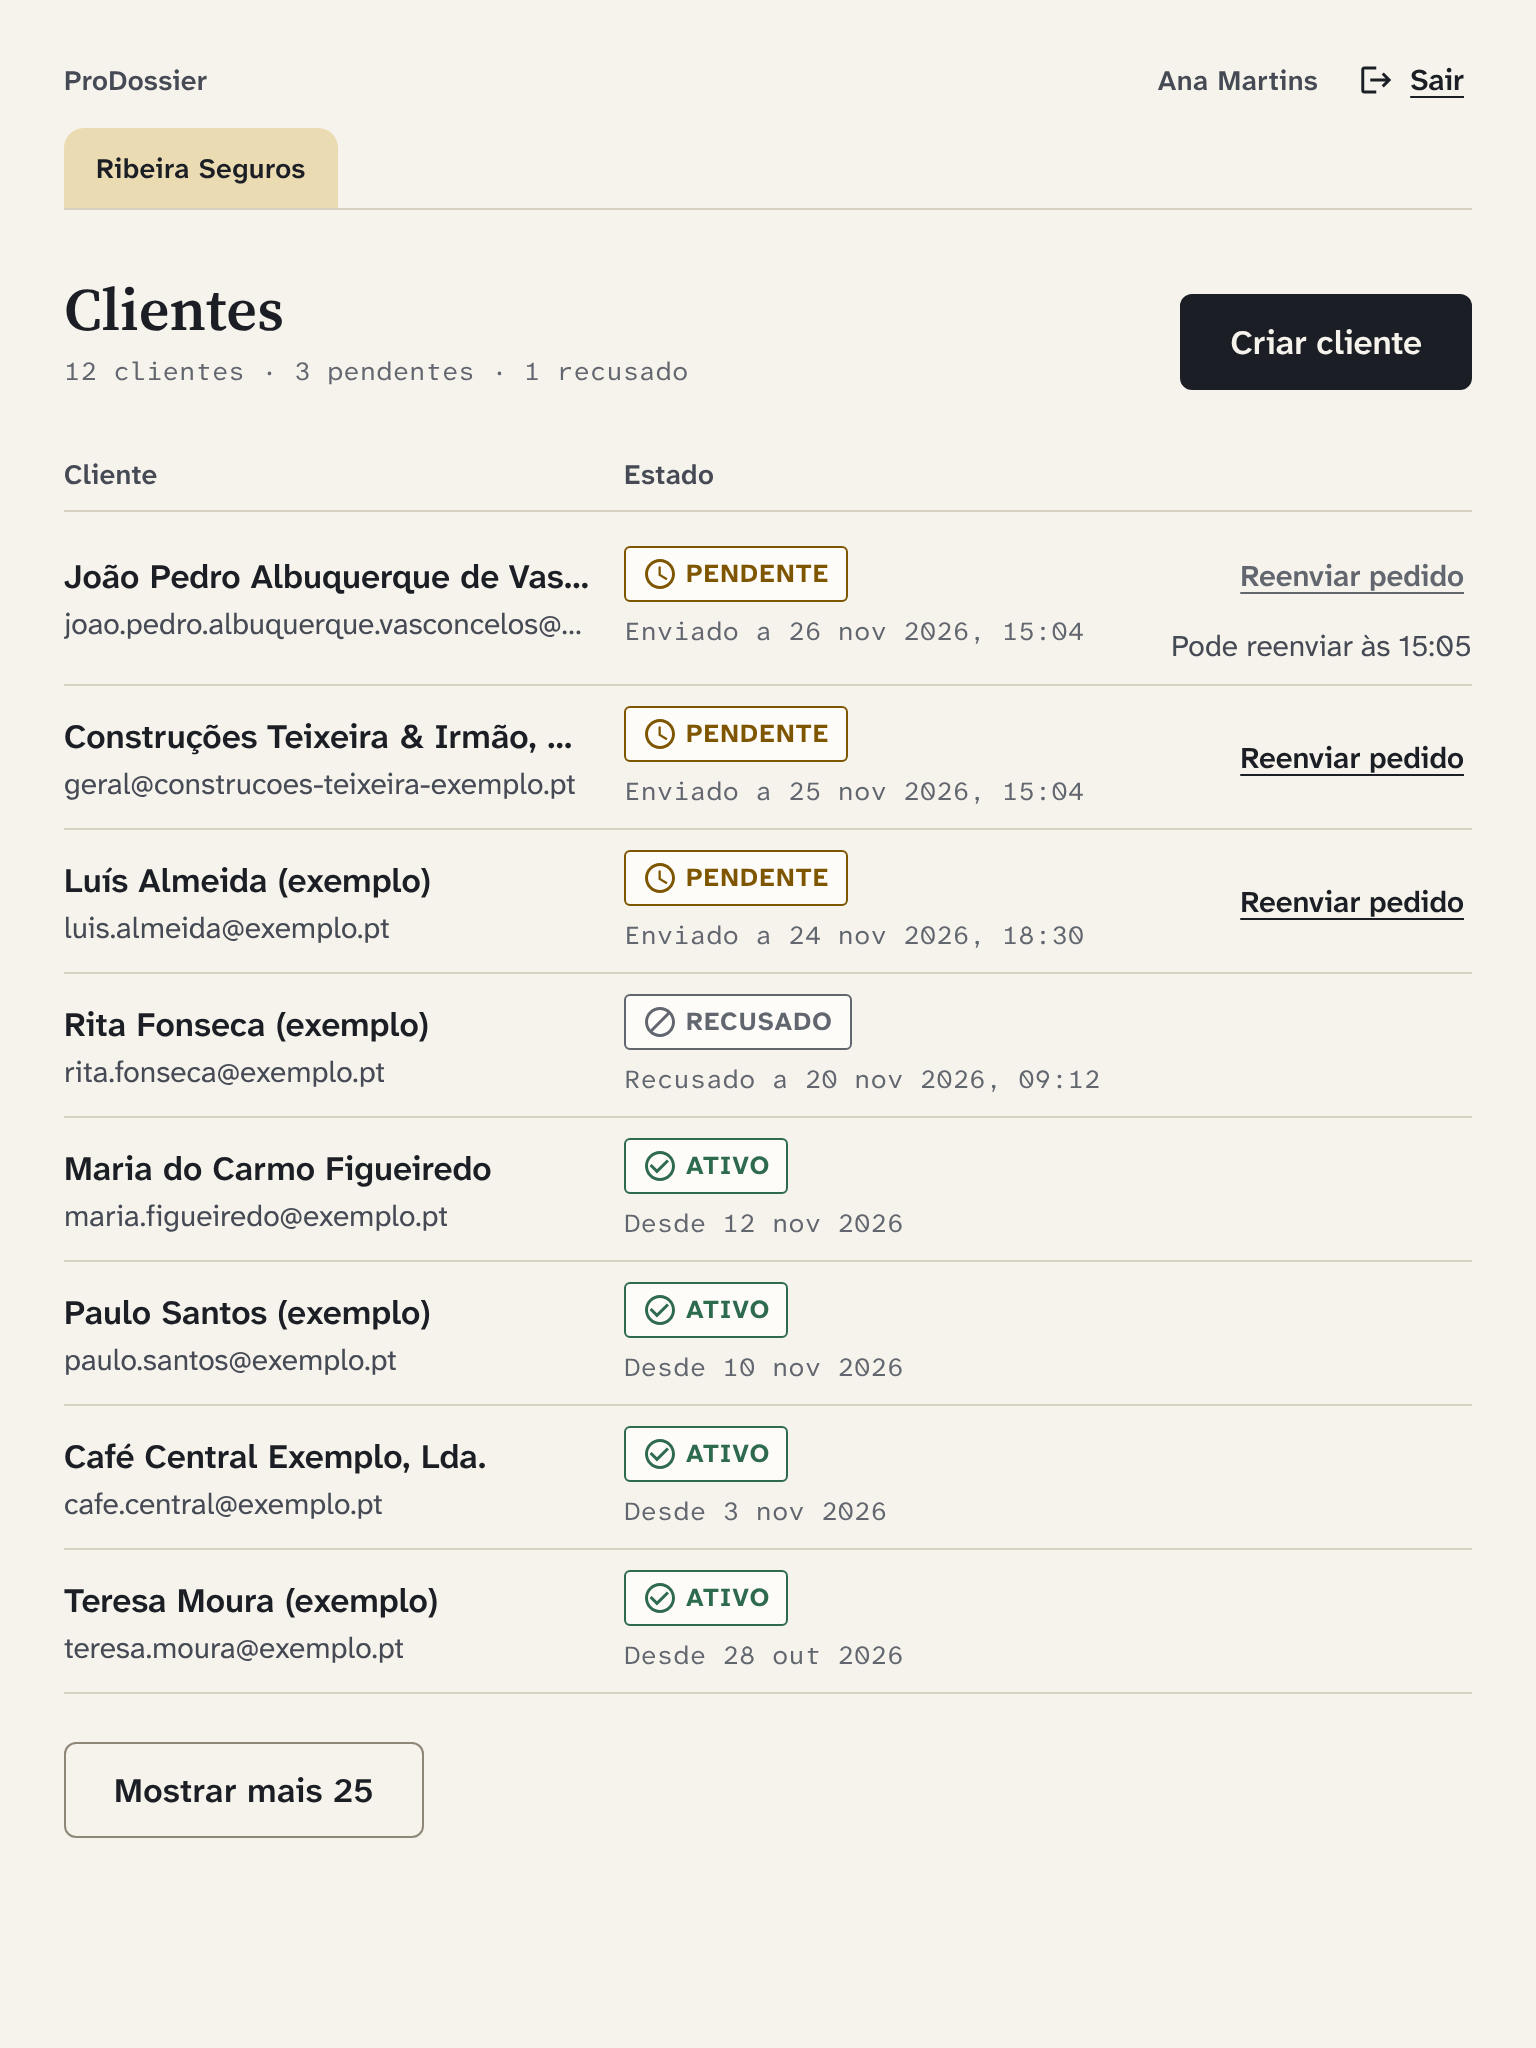 ProDossier
Ana Martins
Sair
Ribeira Seguros
Clientes
12 clientes · 3 pendentes · 1 recusado
Criar cliente
Cliente
Estado
João Pedro Albuquerque de Vas...
joao.pedro.albuquerque.vasconcelos@...
PENDENTE
Enviado a 26 nov 2026, 15:04
Reenviar pedido
Pode reenviar às 15:05
Construções Teixeira & Irmão, ...
geral@construcoes-teixeira-exemplo.pt
PENDENTE
Enviado a 25 nov 2026, 15:04
Reenviar pedido
Luís Almeida (exemplo)
luis.almeida@exemplo.pt
PENDENTE
Enviado a 24 nov 2026, 18:30
Reenviar pedido
Rita Fonseca (exemplo)
rita.fonseca@exemplo.pt
RECUSADO
Recusado a 20 nov 2026, 09:12
Maria do Carmo Figueiredo
maria.figueiredo@exemplo.pt
ATIVO
Desde 12 nov 2026
Paulo Santos (exemplo)
paulo.santos@exemplo.pt
ATIVO
Desde 10 nov 2026
Café Central Exemplo, Lda.
cafe.central@exemplo.pt
ATIVO
Desde 3 nov 2026
Teresa Moura (exemplo)
teresa.moura@exemplo.pt
ATIVO
Desde 28 out 2026
Mostrar mais 25